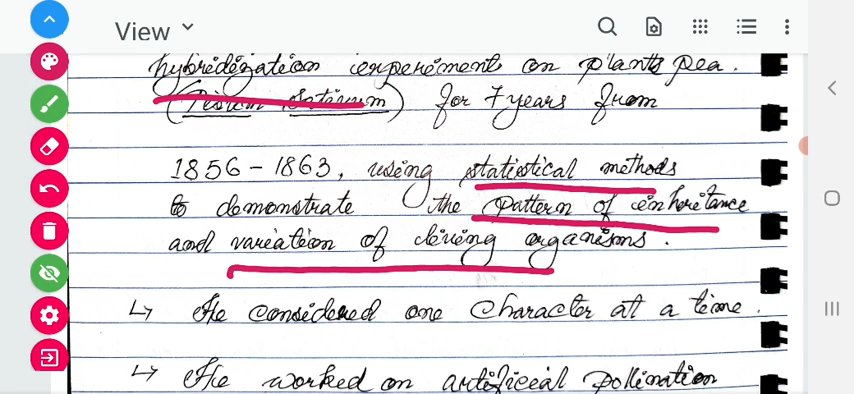 View
hybridization experiments on plants pea.
(Pisum Sativum) for 7 years from
1856 - 1863, using statistical methods
to demonstrate the pattern of inheritance
and variation of living organisms.
↳ He considered one character at a time.
↳ He worked on artificial pollination